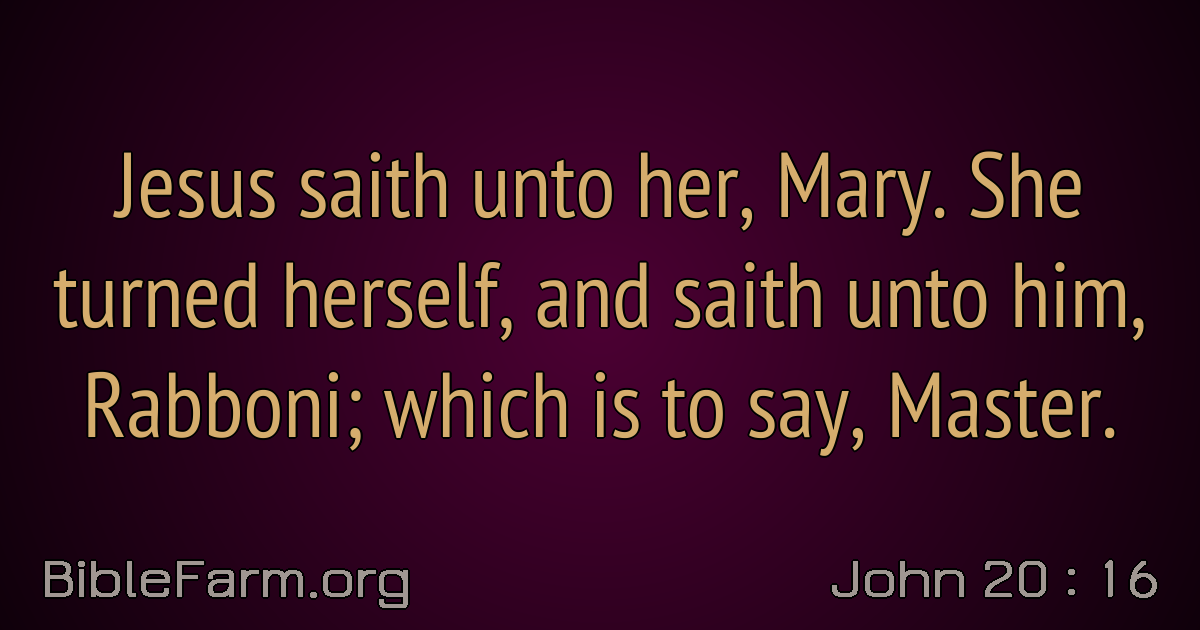 Jesus saith unto her, Mary. She
turned herself, and saith unto him,
Rabboni; which is to say, Master.
BibleFarm.org
John 20 : 16